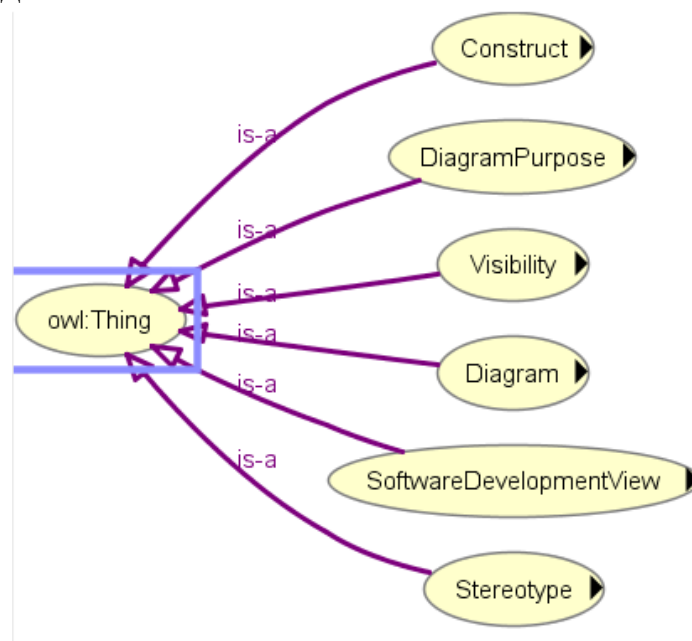 Construct
is-a
DiagramPurpose
is-a
Visibility
is-a
owl:Thing
is-a
Diagram
is-a
SoftwareDevelopmentView
is-a
Stereotype